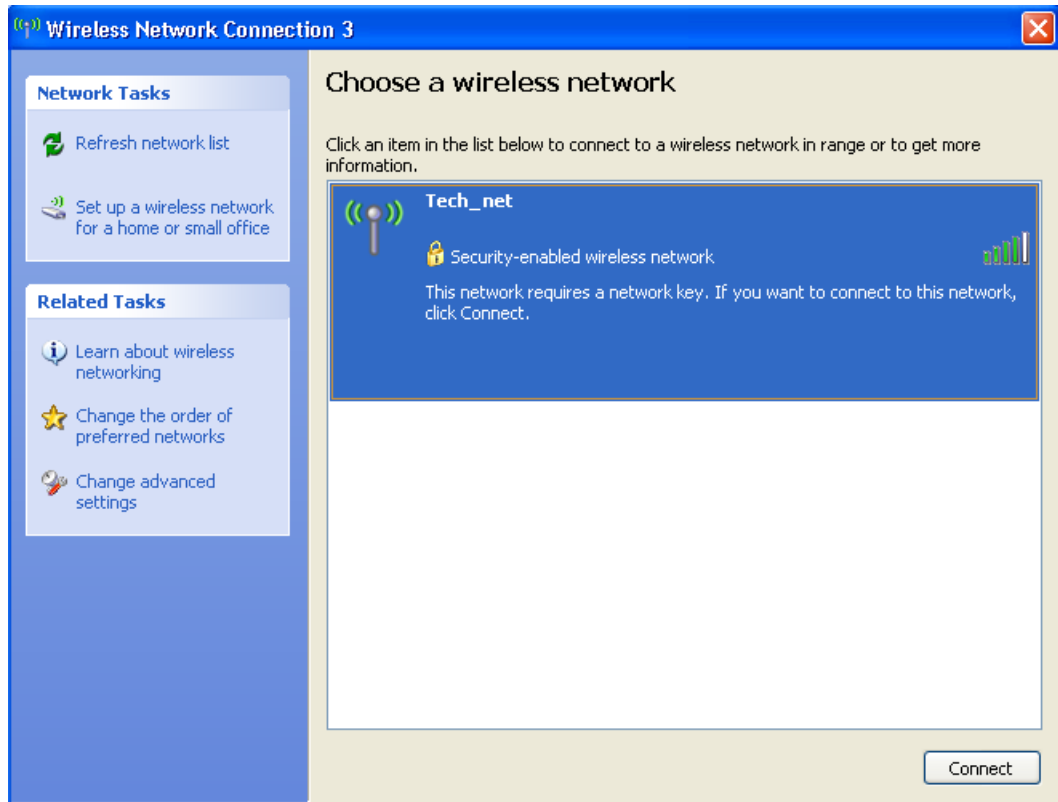 Wireless Network Connection 3
Network Tasks
Refresh network list
Set up a wireless network
for a home or small office
Related Tasks
Learn about wireless
networking
Change the order of
preferred networks
Change advanced
settings
Choose a wireless network
Click an item in the list below to connect to a wireless network in range or to get more
information.
Tech_net
Security-enabled wireless network
This network requires a network key. If you want to connect to this network,
click Connect.
Connect